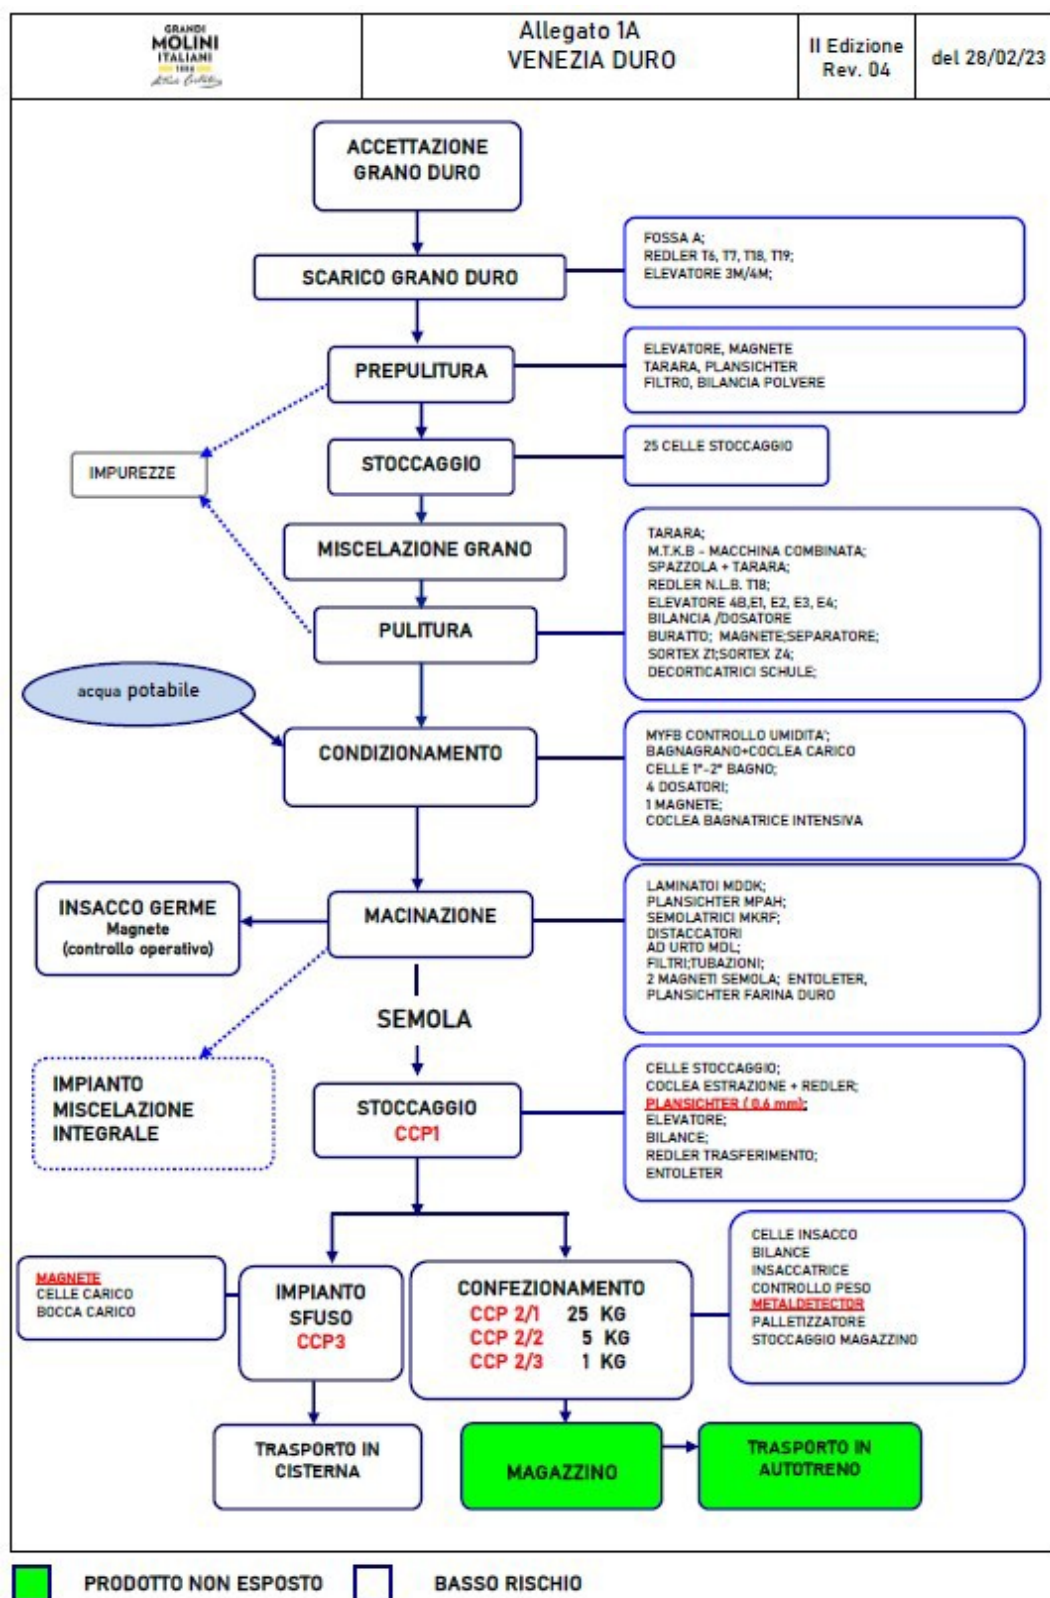 GRANDI
MOLINI
ITALIANI
Allegato 1A
VENEZIA DURO
II Edizione
Rev. 04
del 28/02/23
ACCETTAZIONE
GRANO DURO
SCARICO GRANO DURO
FOSSA A;
REDLER T6, T7, T18, T19;
ELEVATORE 3M/4M;
PREPULITURA
ELEVATORE, MAGNETE
TARARA, PLANSICHTER
FILTRO, BILANCIA POLVERE
IMPUREZZE
STOCCAGGIO
25 CELLE STOCCAGGIO
MISCELAZIONE GRANO
PULITURA
TARARA;
M.T.K.B - MACCHINA COMBINATA;
SPAZZOLA + TARARA;
REDLER N.L.B. T18;
ELEVATORE 4B,E1, E2, E3, E4;
BILANCIA /DOSATORE
BURATTO; MAGNETE;SEPARATORE;
SORTEX Z1;SORTEX Z4;
DECORTICATRICI SCHULE;
acqua potabile
CONDIZIONAMENTO
MYFB CONTROLLO UMIDITA';
BAGNAGRANO+COCLEA CARICO
CELLE 1°-2° BAGNO;
4 DOSATORI;
1 MAGNETE;
COCLEA BAGNATRICE INTENSIVA
INSACCO GERME
Magnete
(controllo operativo)
MACINAZIONE
LAMINATOI MDDK;
PLANSICHTER MPAH;
SEMOLATRICI MKRF;
DISTACCATORI
AD URTO MDL;
FILTRI;TUBAZIONI;
2 MAGNETI SEMOLA; ENTOLETER,
PLANSICHTER FARINA DURO
SEMOLA
IMPIANTO
MISCELAZIONE
INTEGRALE
STOCCAGGIO
CCP1
CELLE STOCCAGGIO;
COCLEA ESTRAZIONE + REDLER;
PLANSICHTER ( 0,6 mm);
ELEVATORE;
BILANCE;
REDLER TRASFERIMENTO;
ENTOLETER
MAGNETE
CELLE CARICO
BOCCA CARICO
IMPIANTO
SFUSO
CCP3
CONFEZIONAMENTO
CCP 2/1 25 KG
CCP 2/2 5 KG
CCP 2/3 1 KG
CELLE INSACCO
BILANCE
INSACCATRICE
CONTROLLO PESO
METALDETECTOR
PALLETIZZATORE
STOCCAGGIO MAGAZZINO
TRASPORTO IN
CISTERNA
MAGAZZINO
TRASPORTO IN
AUTOTRENO
PRODOTTO NON ESPOSTO
BASSO RISCHIO